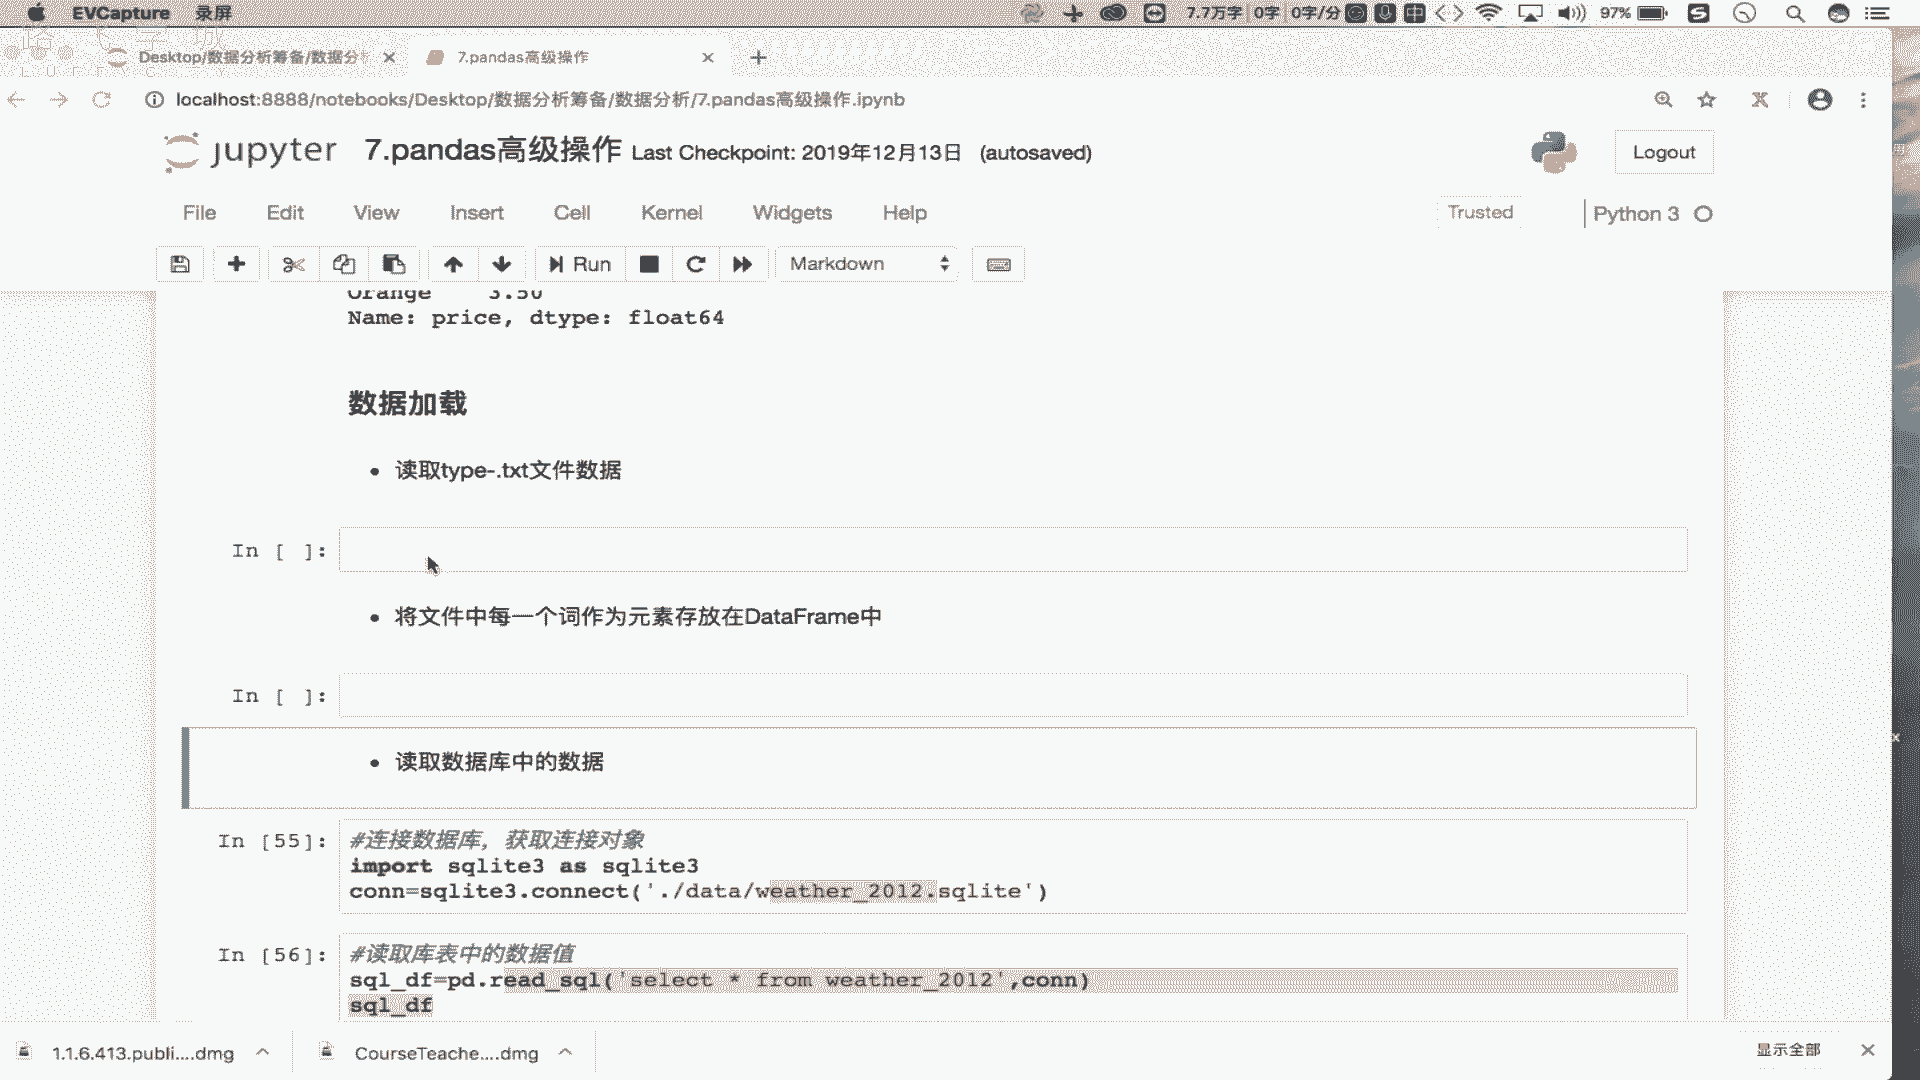 EVCapture 录屏 7.7万字 0字 0字/分 97%
Desktop/数据分析筹备/数据分 7.pandas高级操作
localhost:8888/notebooks/Desktop/数据分析筹备/数据分析/7.pandas高级操作.ipynb
jupyter 7.pandas高级操作 Last Checkpoint: 2019年12月13日 (autosaved) Logout
File Edit View Insert Cell Kernel Widgets Help Trusted Python 3
Run Markdown
Orange 3.50
Name: price, dtype: float64
数据加载
• 读取type-.txt文件数据
In [ ]:
• 将文件中每一个词作为元素存放在DataFrame中
In [ ]:
• 读取数据库中的数据
In [55]: #连接数据库，获取连接对象
import sqlite3 as sqlite3
conn=sqlite3.connect('./data/weather_2012.sqlite')
In [56]: #读取库表中的数据值
sql_df=pd.read_sql('select * from weather_2012',conn)
sql_df
1.1.6.413.publi....dmg CourseTeache....dmg 显示全部